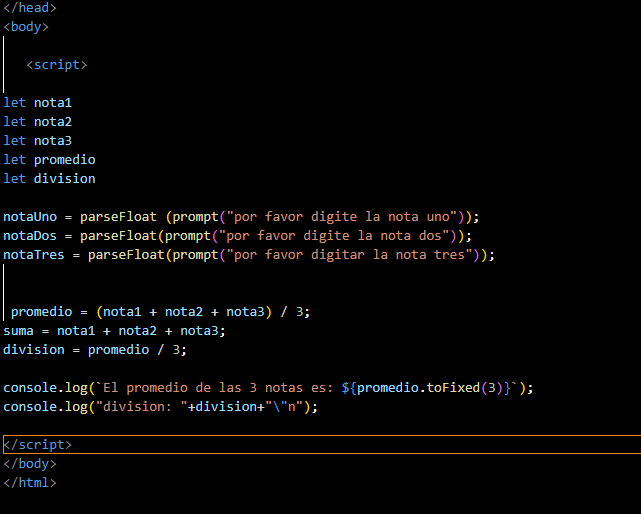 </head>
<body>
<script>
let nota1
let nota2
let nota3
let promedio
let division
notaUno = parseFloat (prompt("por favor digite la nota uno"));
notaDos = parseFloat(prompt("por favor digite la nota dos"));
notaTres = parseFloat(prompt("por favor digitar la nota tres"));
promedio = (nota1 + nota2 + nota3) / 3;
suma = nota1 + nota2 + nota3;
division = promedio / 3;
console.log(`El promedio de las 3 notas es: ${promedio.toFixed(3)}`);
console.log("division: "+division+"\"n");
</script>
</body>
</html>